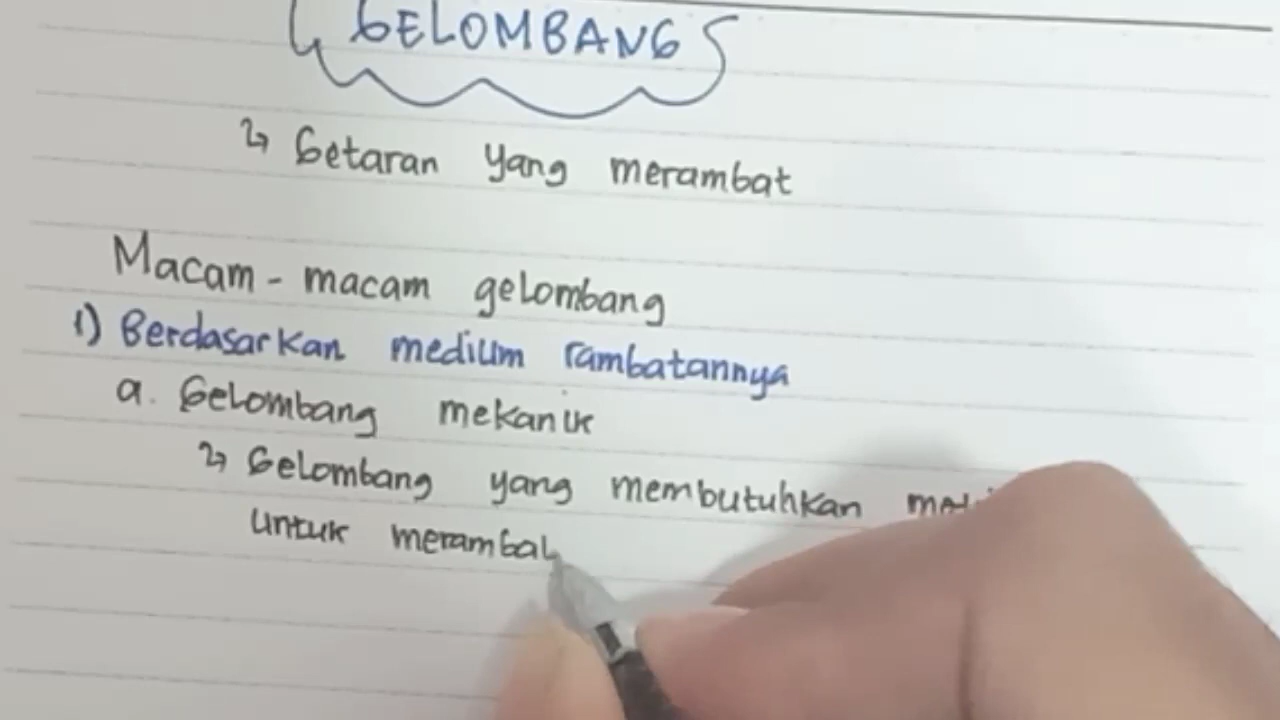 GELOMBANG
↳ Getaran yang merambat
Macam - macam gelombang
1) Berdasarkan medium rambatannya
a. Gelombang mekanik
↳ Gelombang yang membutuhkan
untuk merambat